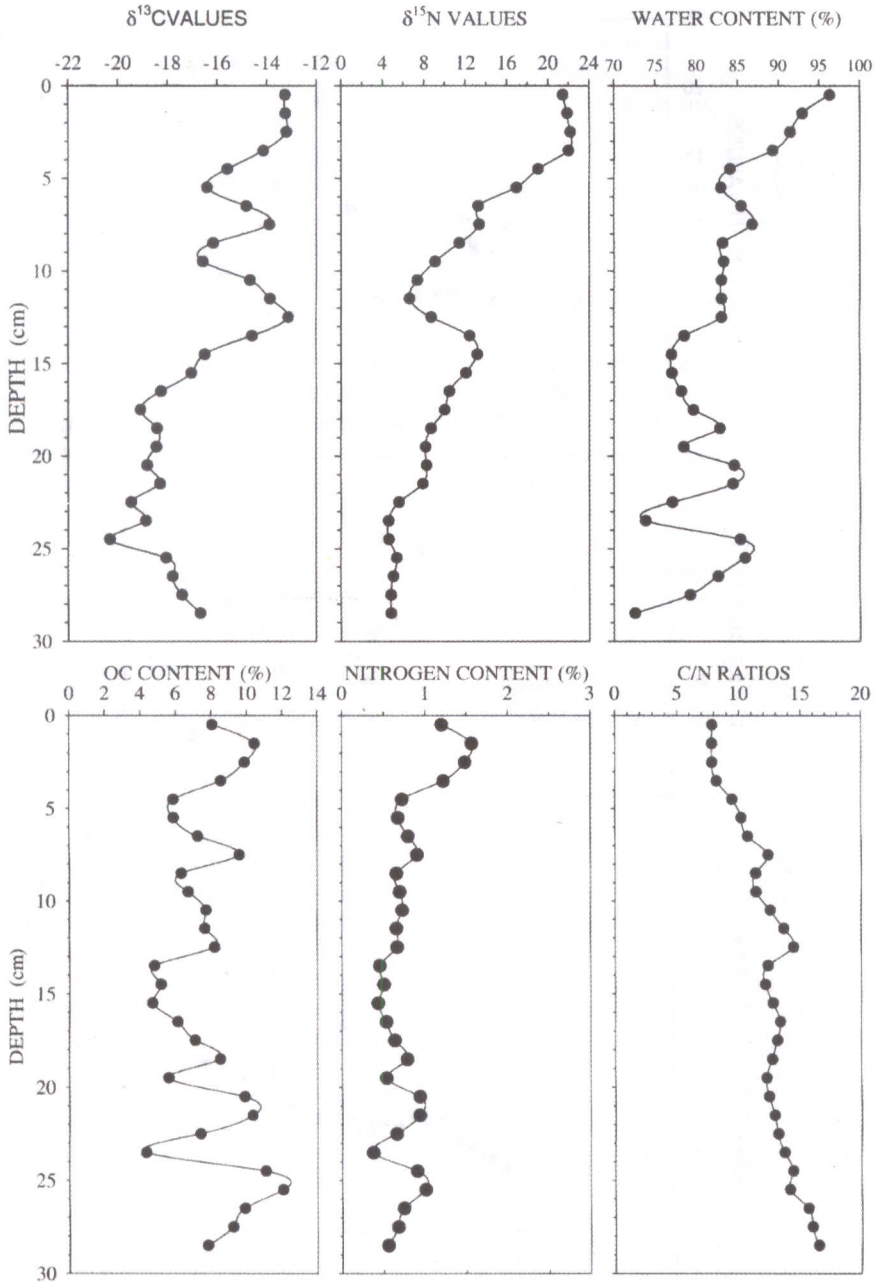 δ¹³CVALUES δ¹⁵N VALUES WATER CONTENT (%)
-22 -20 -18 -16 -14 -12 0 4 8 12 16 20 24 70 75 80 85 90 95 100
0
5
10
15
20
25
30
DEPTH (cm)
OC CONTENT (%) NITROGEN CONTENT (%) C/N RATIOS
0 2 4 6 8 10 12 14 0 1 2 3 0 5 10 15 20
0
5
10
15
20
25
30
DEPTH (cm)